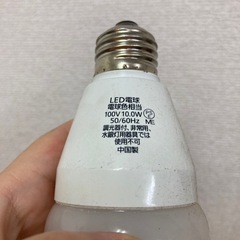 LED電球
電球色相当
100V 10.0W
50/60Hz
調光器付、非常用、
水銀灯用器具では
使用不可
中国製